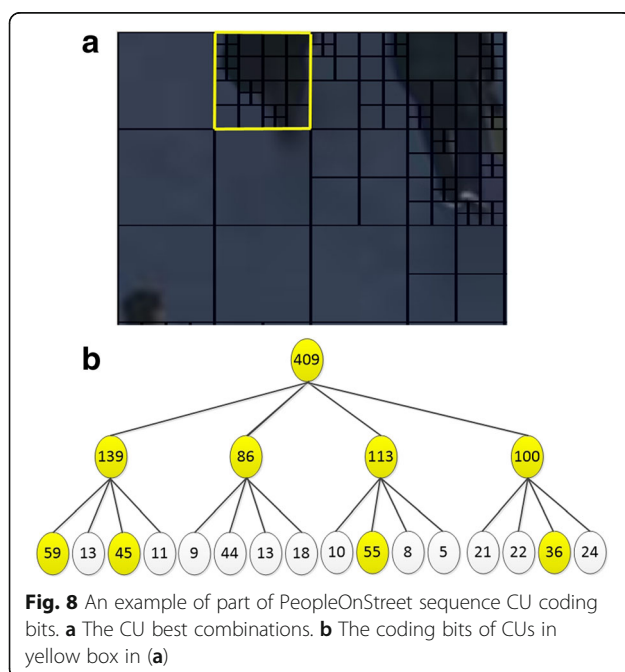 a
b
409
139 86 113 100
59 13 45 11 9 44 13 18 10 55 8 5 21 22 36 24
Fig. 8 An example of part of PeopleOnStreet sequence CU coding
bits. a The CU best combinations. b The coding bits of CUs in
yellow box in (a)